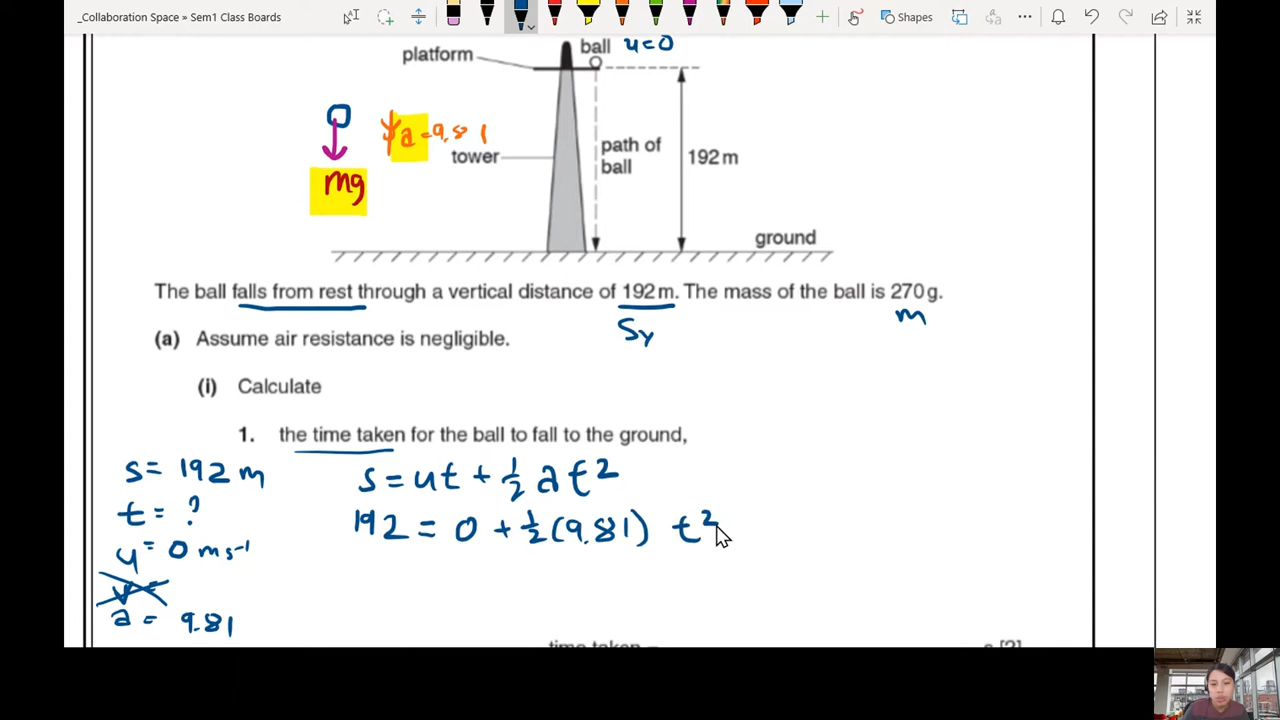 _Collaboration Space » Sem1 Class Boards
Shapes
platform
ball u=0
a=9.81
tower
path of
ball
192 m
mg
ground
The ball falls from rest through a vertical distance of 192 m. The mass of the ball is 270 g.
Sy
m
(a) Assume air resistance is negligible.
(i) Calculate
1. the time taken for the ball to fall to the ground,
s = 192 m
s = ut + 1/2 at²
t = ?
192 = 0 + 1/2 (9.81) t²
u = 0 ms⁻¹
v =
a = 9.81